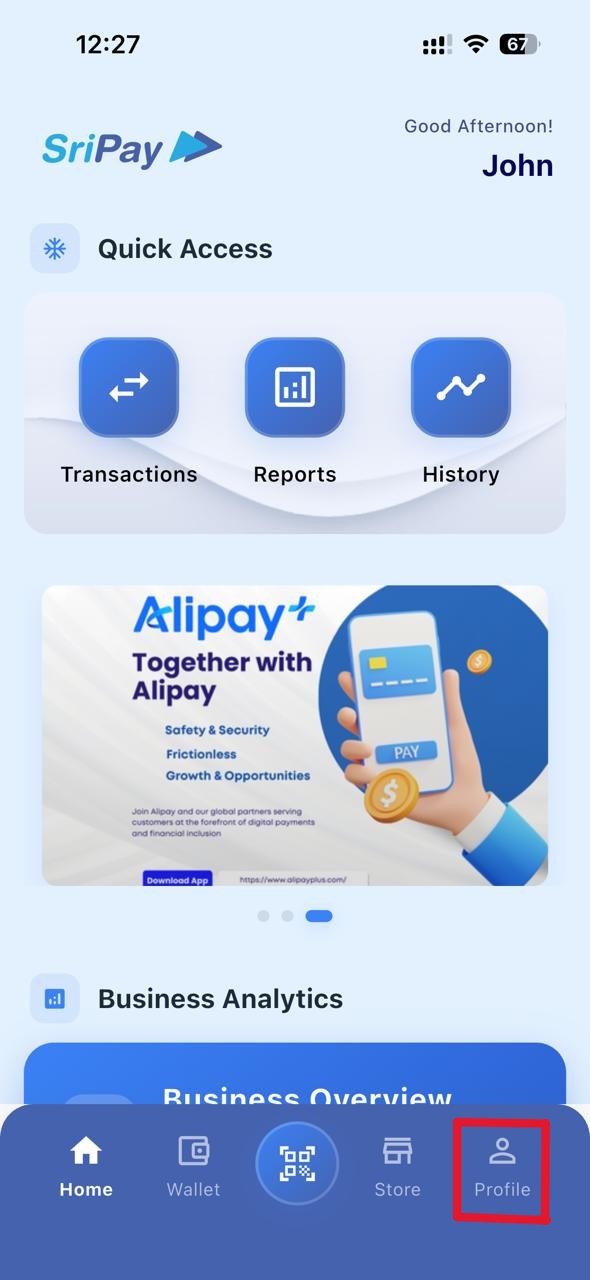 12:27
67
SriPay
Good Afternoon!
John
Quick Access
Transactions
Reports
History
Alipay+
Together with
Alipay
Safety & Security
Frictionless
Growth & Opportunities
PAY
Join Alipay and our global partners serving
customers at the forefront of digital payments
and financial inclusion
Download App
https://www.alipayplus.com/
Business Analytics
Business Overview
Home
Wallet
Store
Profile